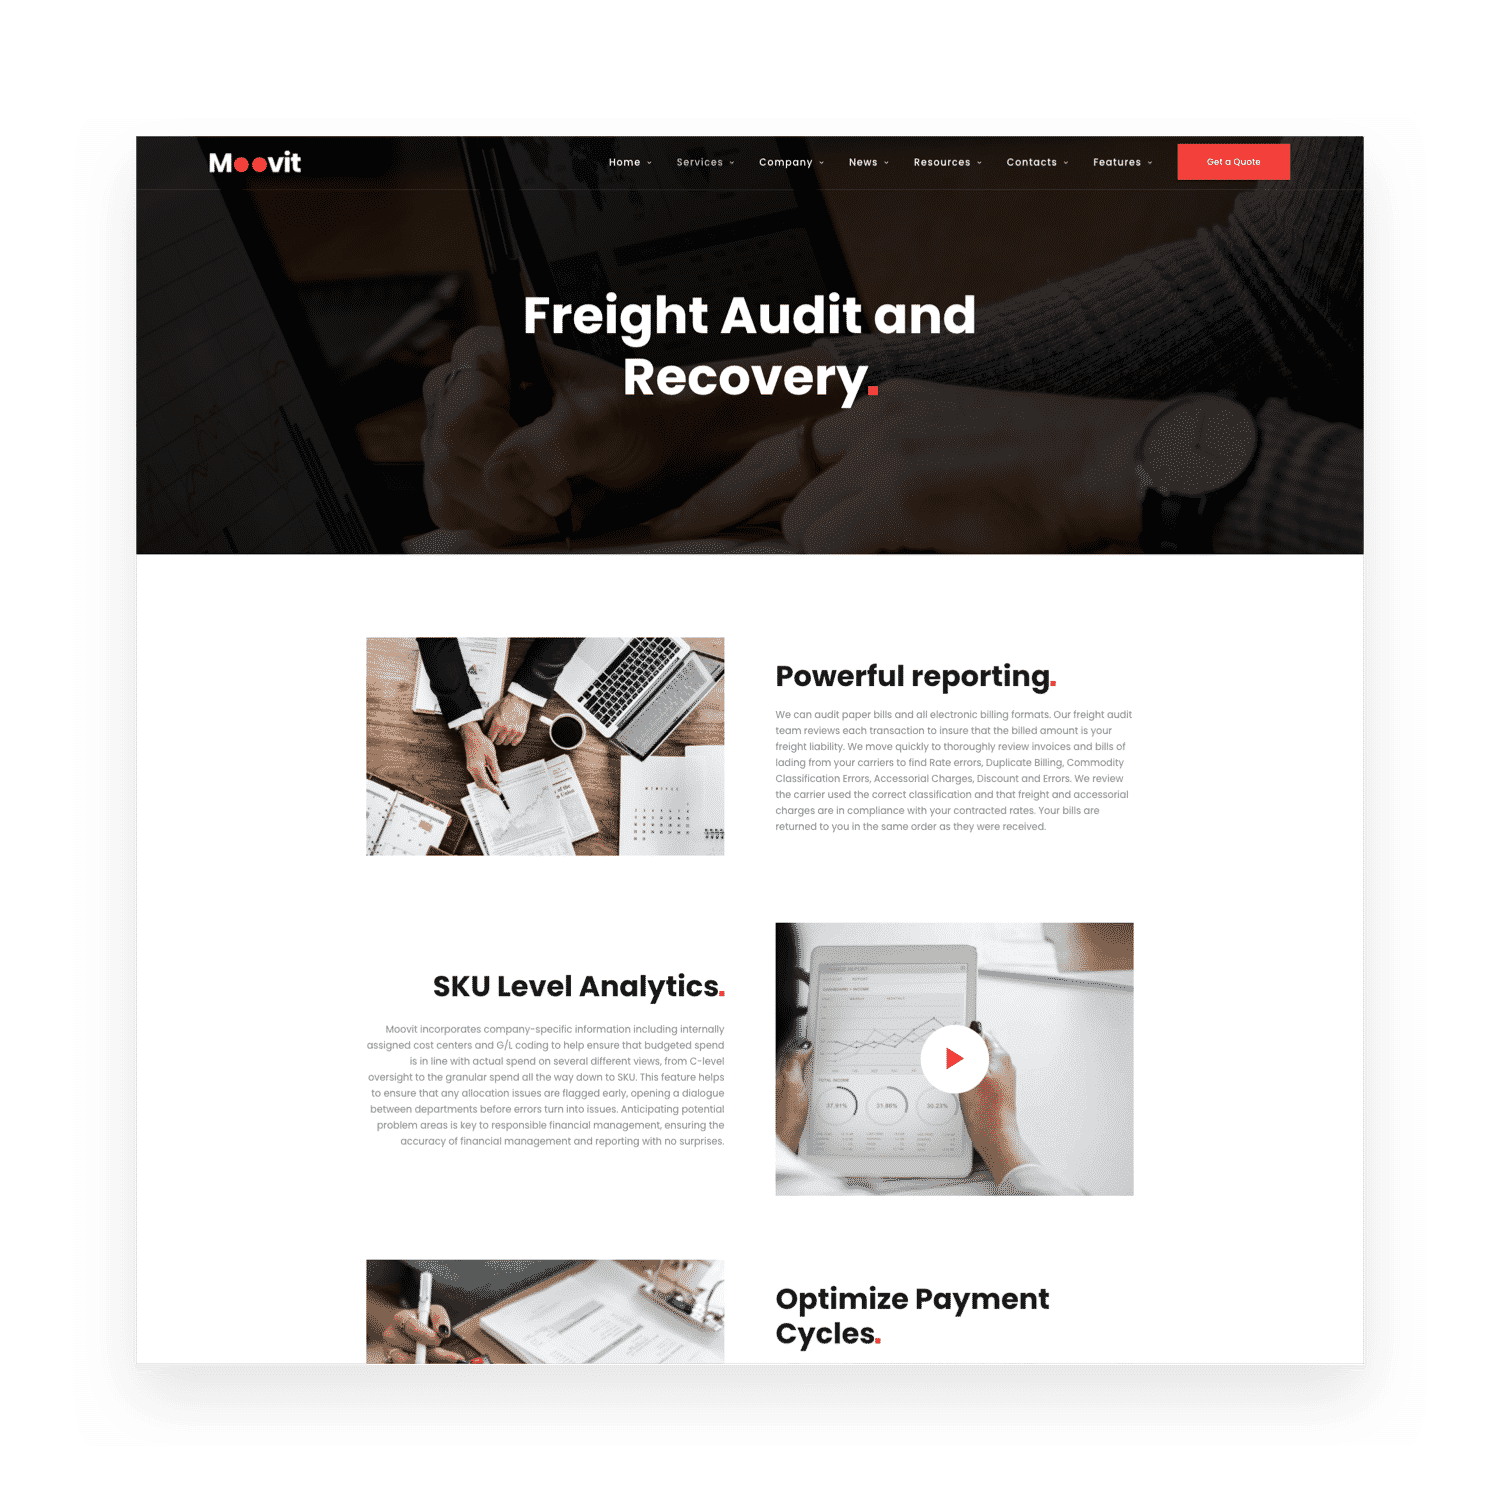 Moovit
Home Services Company News Resources Contacts Features Get a Quote
Freight Audit and
Recovery.
Powerful reporting.
We can audit paper bills and all electronic billing formats. Our freight audit
team reviews each transaction to insure that the billed amount is your
freight liability. We move quickly to thoroughly review invoices and bills of
lading from your carriers to find Rate errors, Duplicate Billing, Commodity
Classification Errors, Accessorial Charges, Discount and Errors. We review
the carrier used the correct classification and that freight and accessorial
charges are in compliance with your contracted rates. Your bills are
returned to you in the same order as they were received.
SKU Level Analytics.
Moovit incorporates company-specific information including internally
assigned cost centers and G/L coding to help ensure that budgeted spend
is in line with actual spend on several different views, from C-level
oversight to the granular spend all the way down to SKU. This feature helps
to ensure that any allocation issues are flagged early, opening a dialogue
between departments before errors turn into issues. Anticipating potential
problem areas is key to responsible financial management, ensuring the
accuracy of financial management and reporting with no surprises.
TOTAL INCOME
37.91% 31.86% 30.23%
Optimize Payment
Cycles.